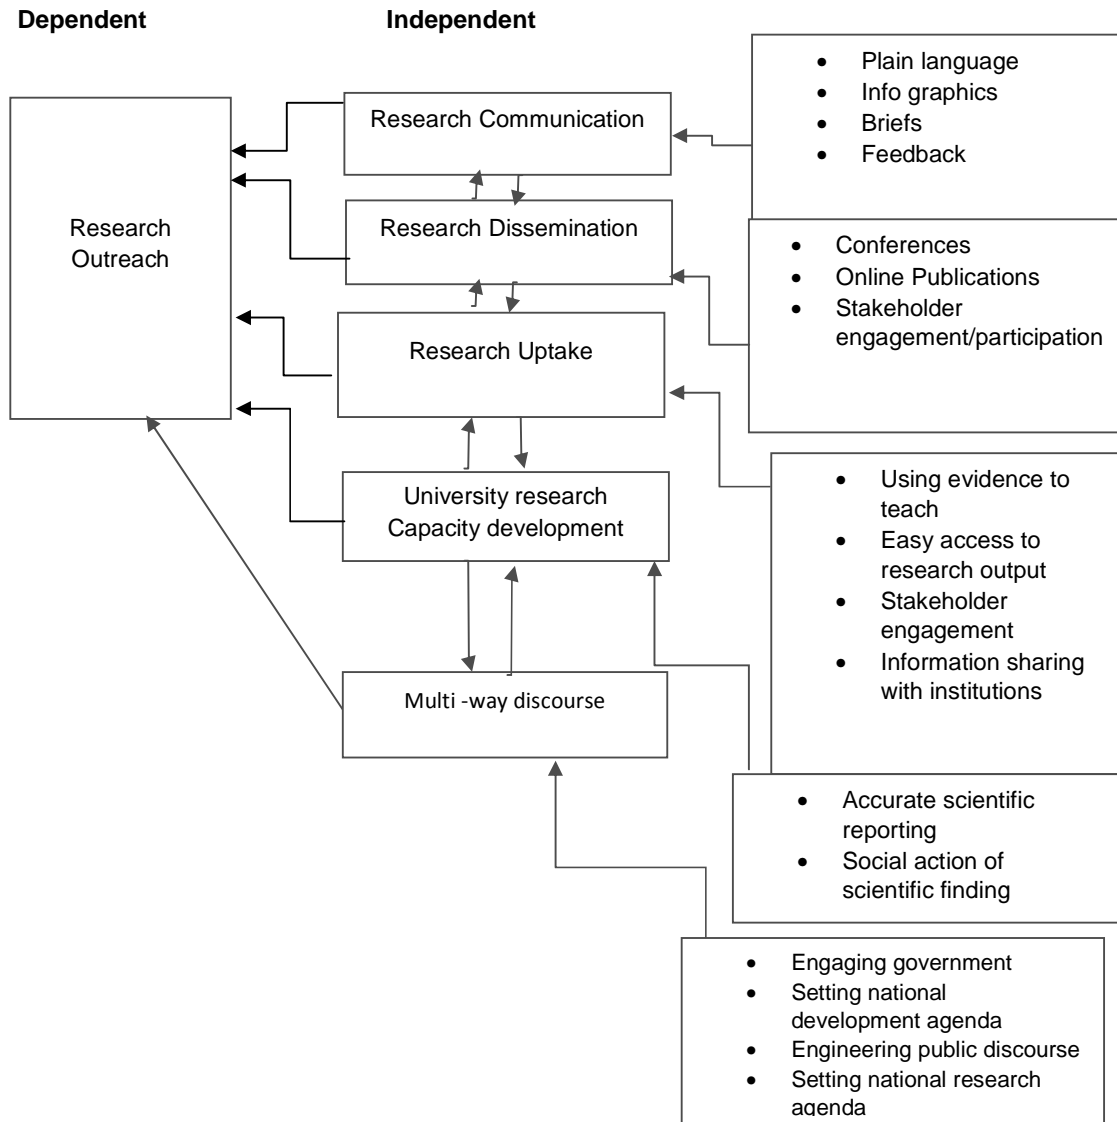 Dependent
Independent
Research
Outreach
Research Communication
Research Dissemination
Research Uptake
University research
Capacity development
Multi -way discourse
• Plain language
• Info graphics
• Briefs
• Feedback
• Conferences
• Online Publications
• Stakeholder
engagement/participation
• Using evidence to
teach
• Easy access to
research output
• Stakeholder
engagement
• Information sharing
with institutions
• Accurate scientific
reporting
• Social action of
scientific finding
• Engaging government
• Setting national
development agenda
• Engineering public discourse
• Setting national research
agenda